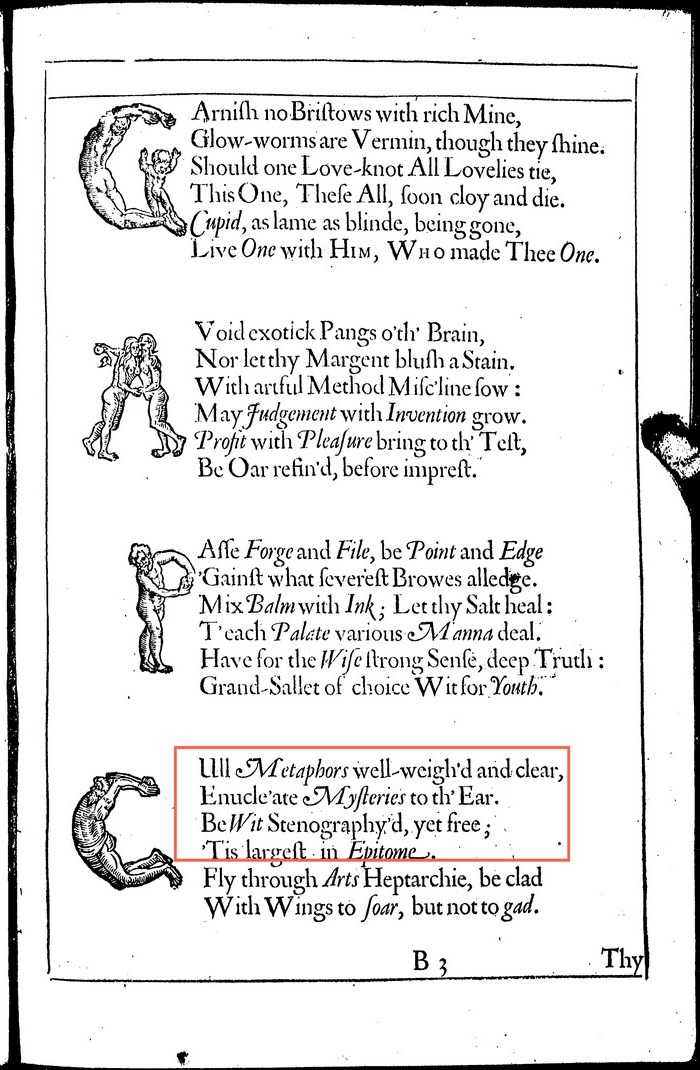 CArnish no Bristows with rich Mine,
Glow-worms are Vermin, though they shine.
Should one Love-knot All Lovelies tie,
This One, These All, soon cloy and die.
Cupid, as lame as blinde, being gone,
Live One with HIM, WHO made Thee One.
AVoid exotick Pangs o'th' Brain,
Nor let thy Margent blush a Stain.
With artful Method Misc'line sow :
May Judgement with Invention grow.
Profit with Pleasure bring to th' Test,
Be Oar refin'd, before imprest.
PAsse Forge and File, be Point and Edge
'Gainst what severest Browes alledge.
Mix Balm with Ink; Let thy Salt heal :
T'each Palate various Manna deal.
Have for the Wise strong Sense, deep Truth :
Grand-Sallet of choice Wit for Youth.
CUll Metaphors well-weigh'd and clear,
Enucle'ate Mysteries to th' Ear.
Be Wit Stenography'd, yet free ;
'Tis largest in Epitome.
Fly through Arts Heptarchie, be clad
With Wings to soar, but not to gad.
B 3 Thy